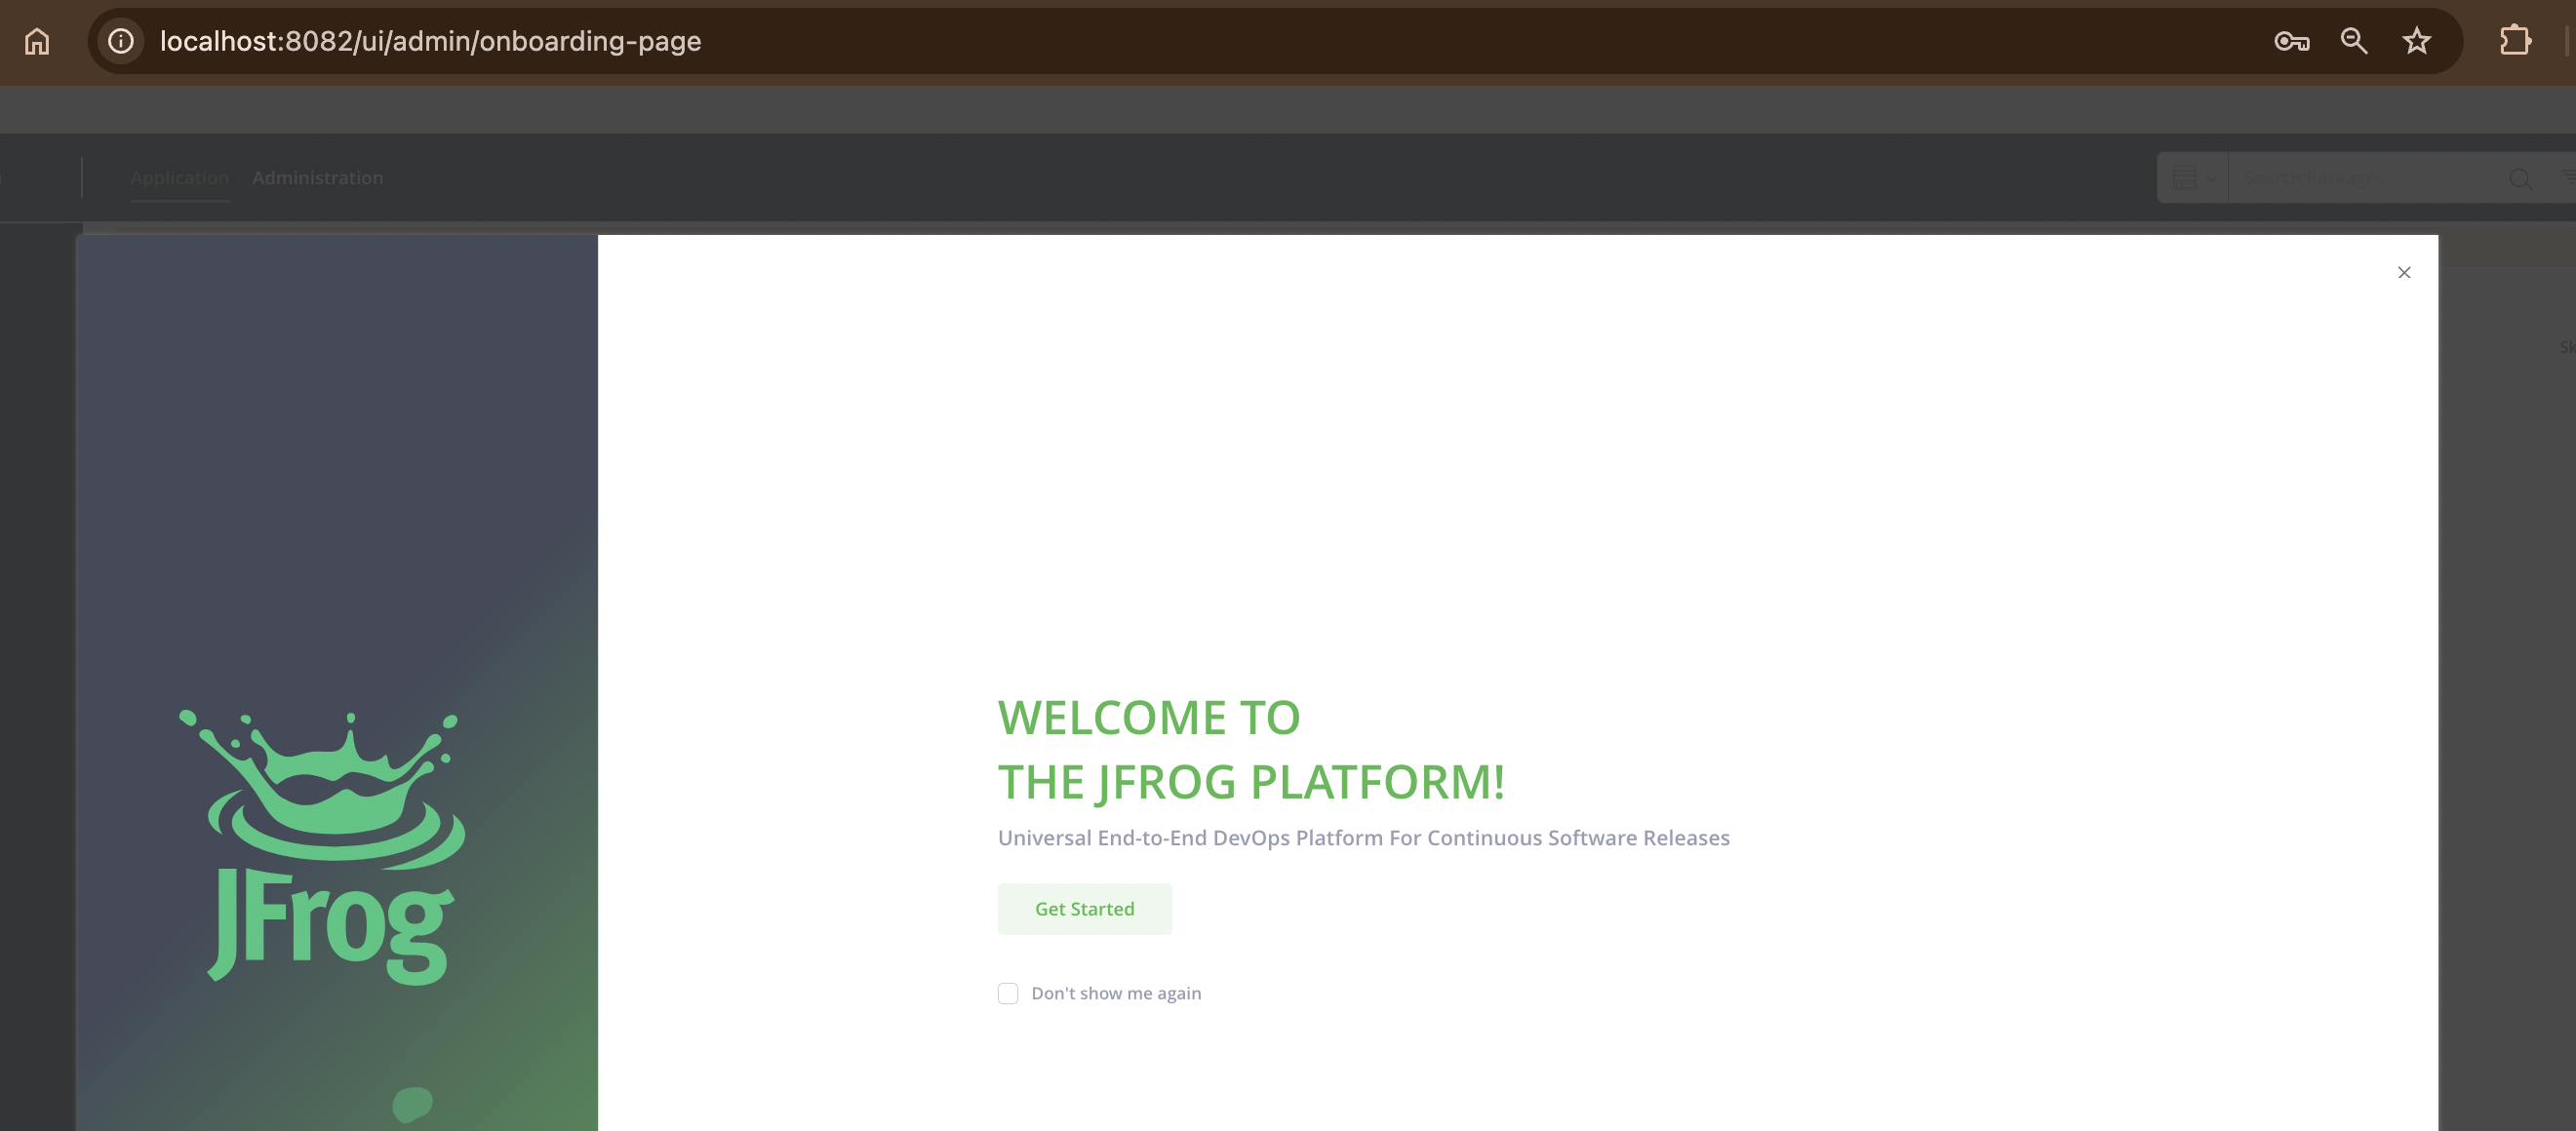 localhost:8082/ui/admin/onboarding-page
Application Administration
Search Packages
WELCOME TO
THE JFROG PLATFORM!
Universal End-to-End DevOps Platform For Continuous Software Releases
Get Started
Don't show me again
JFrog